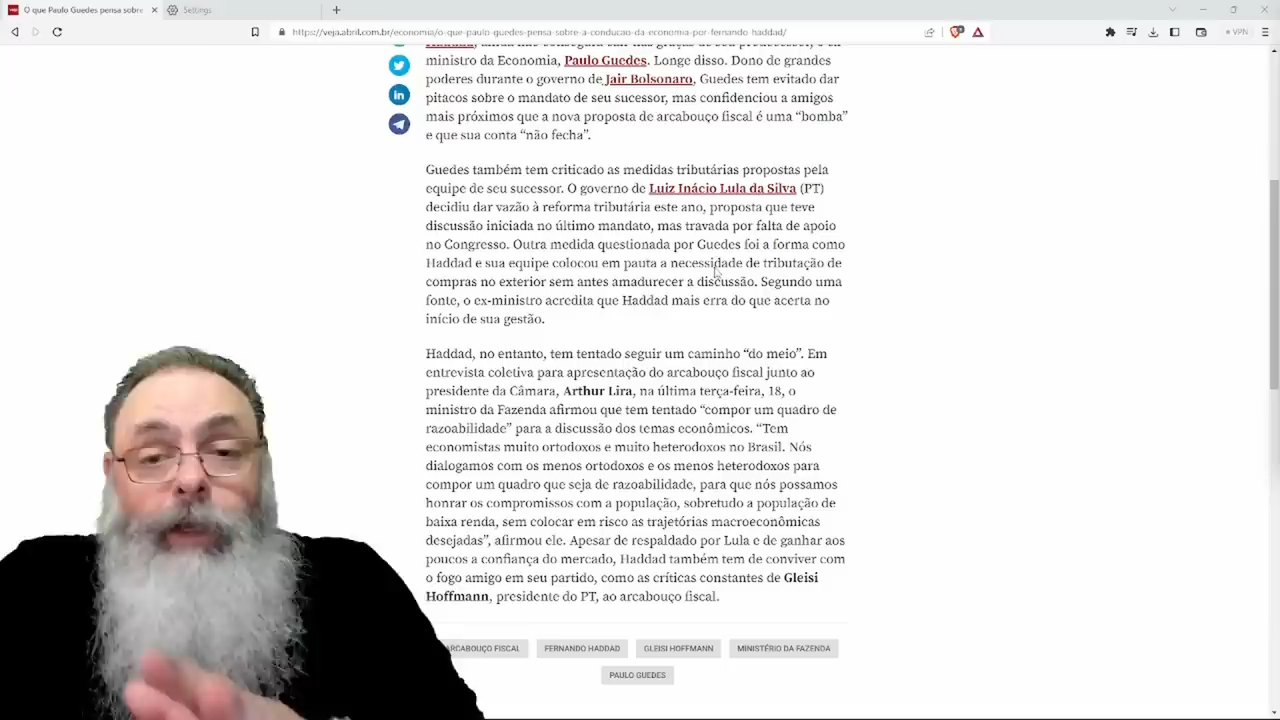 O que Paulo Guedes pensa sobre
Settings
https://veja.abril.com.br/economia/o-que-paulo-guedes-pensa-sobre-a-conducao-da-economia-por-fernando-haddad/
VPN
Haddad, ainda não conseguiu cair nas graças de seu predecessor, o ex-
ministro da Economia, Paulo Guedes. Longe disso. Dono de grandes
poderes durante o governo de Jair Bolsonaro, Guedes tem evitado dar
pitacos sobre o mandato de seu sucessor, mas confidenciou a amigos
mais próximos que a nova proposta de arcabouço fiscal é uma “bomba”
e que sua conta “não fecha”.
Guedes também tem criticado as medidas tributárias propostas pela
equipe de seu sucessor. O governo de Luiz Inácio Lula da Silva (PT)
decidiu dar vazão à reforma tributária este ano, proposta que teve
discussão iniciada no último mandato, mas travada por falta de apoio
no Congresso. Outra medida questionada por Guedes foi a forma como
Haddad e sua equipe colocou em pauta a necessidade de tributação de
compras no exterior sem antes amadurecer a discussão. Segundo uma
fonte, o ex-ministro acredita que Haddad mais erra do que acerta no
início de sua gestão.
Haddad, no entanto, tem tentado seguir um caminho “do meio”. Em
entrevista coletiva para apresentação do arcabouço fiscal junto ao
presidente da Câmara, Arthur Lira, na última terça-feira, 18, o
ministro da Fazenda afirmou que tem tentado “compor um quadro de
razoabilidade” para a discussão dos temas econômicos. “Tem
economistas muito ortodoxos e muito heterodoxos no Brasil. Nós
dialogamos com os menos ortodoxos e os menos heterodoxos para
compor um quadro que seja de razoabilidade, para que nós possamos
honrar os compromissos com a população, sobretudo a população de
baixa renda, sem colocar em risco as trajetórias macroeconômicas
desejadas”, afirmou ele. Apesar de respaldado por Lula e de ganhar aos
poucos a confiança do mercado, Haddad também tem de conviver com
o fogo amigo em seu partido, como as críticas constantes de Gleisi
Hoffmann, presidente do PT, ao arcabouço fiscal.
ARCABOUÇO FISCAL FERNANDO HADDAD GLEISI HOFFMANN MINISTÉRIO DA FAZENDA
PAULO GUEDES